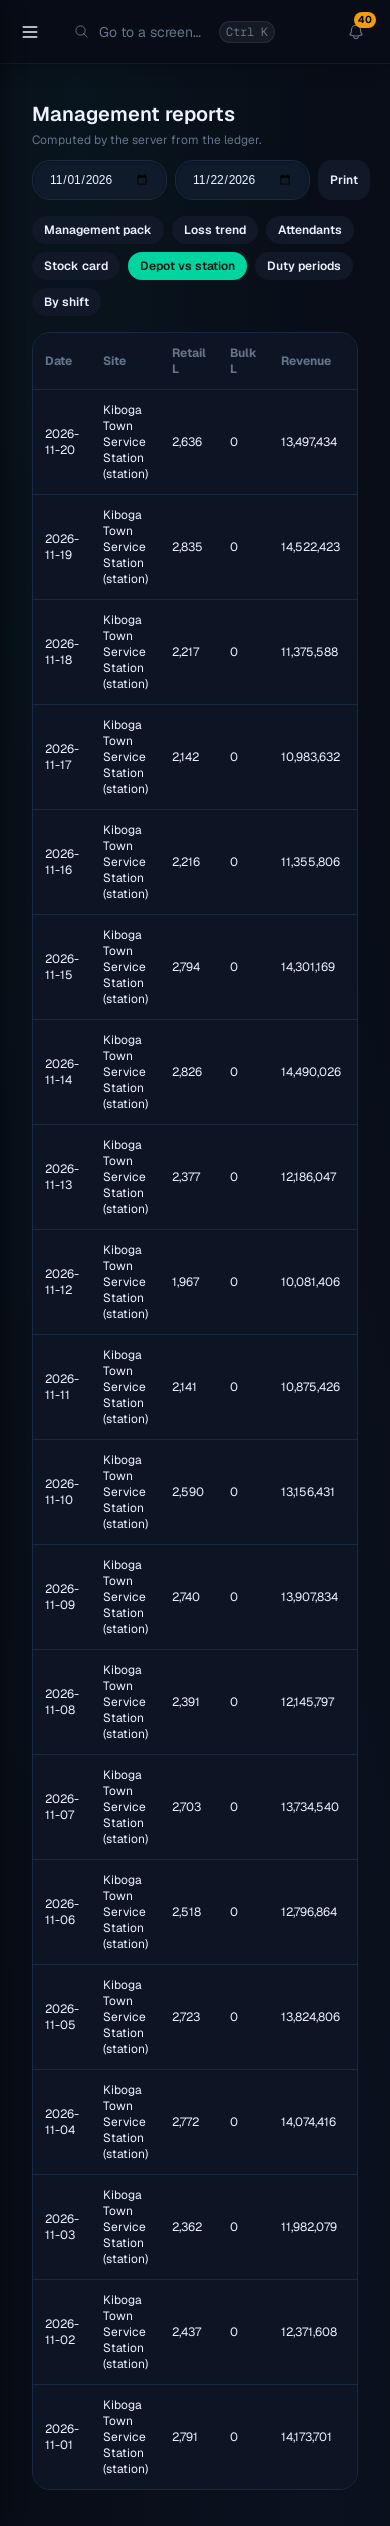 Go to a screen... Ctrl K
40
Management reports
Computed by the server from the ledger.
11/01/2026 11/22/2026 Print
Management pack Loss trend Attendants
Stock card Depot vs station Duty periods
By shift
Date Site Retail L Bulk L Revenue
2026-11-20 Kiboga Town Service Station (station) 2,636 0 13,497,434
2026-11-19 Kiboga Town Service Station (station) 2,835 0 14,522,423
2026-11-18 Kiboga Town Service Station (station) 2,217 0 11,375,588
2026-11-17 Kiboga Town Service Station (station) 2,142 0 10,983,632
2026-11-16 Kiboga Town Service Station (station) 2,216 0 11,355,806
2026-11-15 Kiboga Town Service Station (station) 2,794 0 14,301,169
2026-11-14 Kiboga Town Service Station (station) 2,826 0 14,490,026
2026-11-13 Kiboga Town Service Station (station) 2,377 0 12,186,047
2026-11-12 Kiboga Town Service Station (station) 1,967 0 10,081,406
2026-11-11 Kiboga Town Service Station (station) 2,141 0 10,875,426
2026-11-10 Kiboga Town Service Station (station) 2,590 0 13,156,431
2026-11-09 Kiboga Town Service Station (station) 2,740 0 13,907,834
2026-11-08 Kiboga Town Service Station (station) 2,391 0 12,145,797
2026-11-07 Kiboga Town Service Station (station) 2,703 0 13,734,540
2026-11-06 Kiboga Town Service Station (station) 2,518 0 12,796,864
2026-11-05 Kiboga Town Service Station (station) 2,723 0 13,824,806
2026-11-04 Kiboga Town Service Station (station) 2,772 0 14,074,416
2026-11-03 Kiboga Town Service Station (station) 2,362 0 11,982,079
2026-11-02 Kiboga Town Service Station (station) 2,437 0 12,371,608
2026-11-01 Kiboga Town Service Station (station) 2,791 0 14,173,701